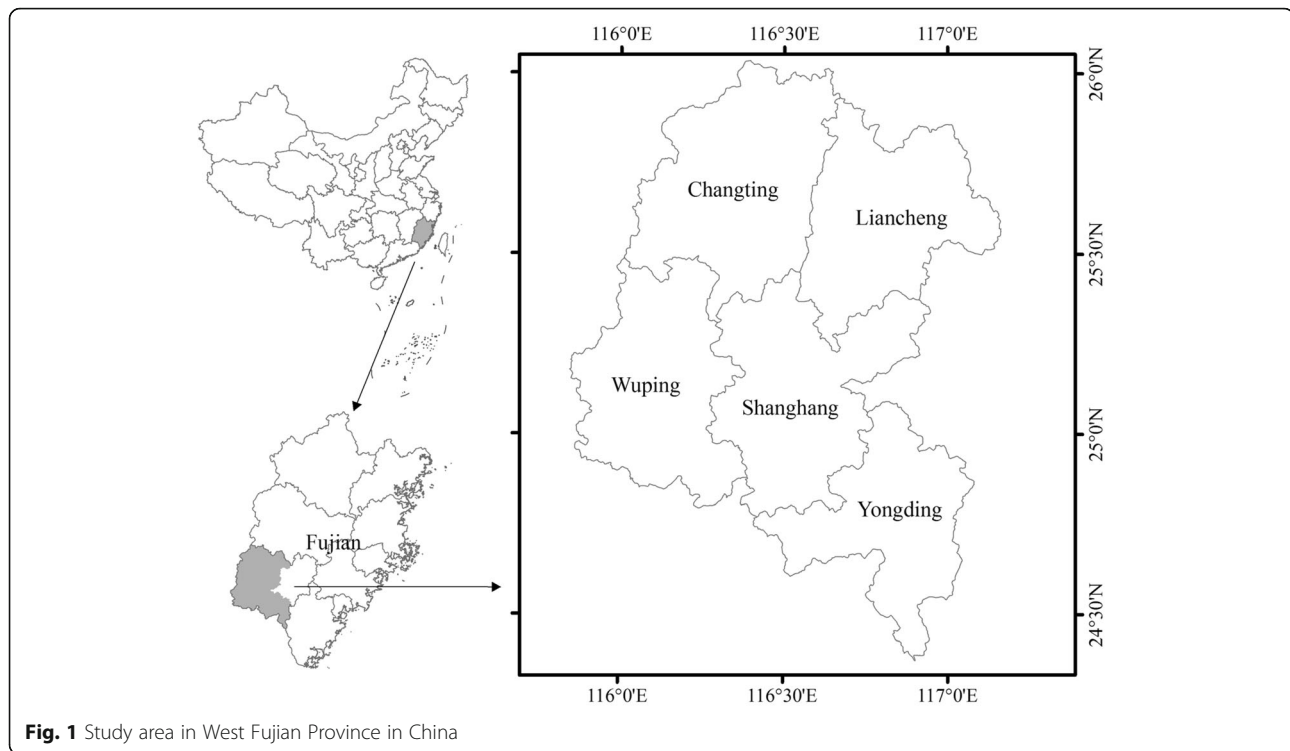 116°0'E 116°30'E 117°0'E
26°0'N
Changting
Liancheng
25°30'N
Wuping
Shanghang
25°0'N
Yongding
Fujian
24°30'N
116°0'E 116°30'E 117°0'E
Fig. 1 Study area in West Fujian Province in China